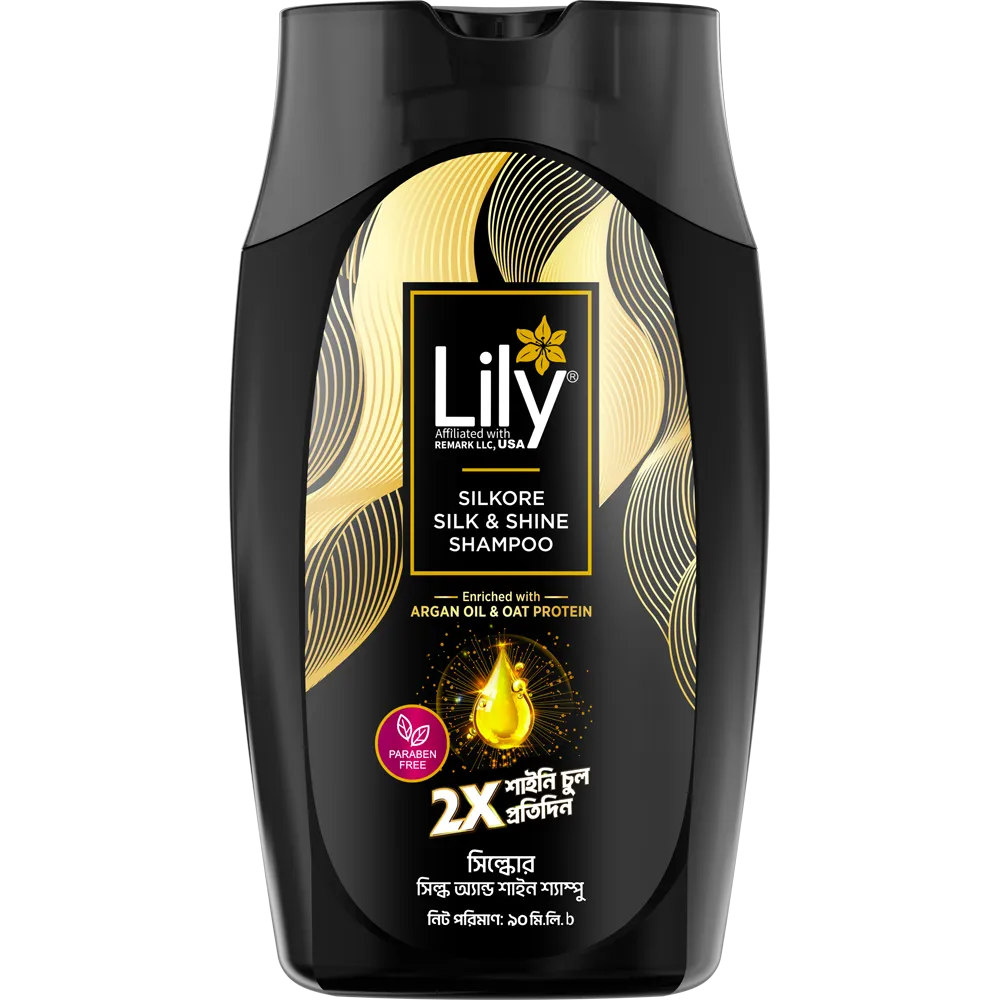 Lily®
Affiliated with
REMARK LLC, USA
SILKORE
SILK & SHINE
SHAMPOO
Enriched with
ARGAN OIL & OAT PROTEIN
PARABEN
FREE
2X শাইনি চুল
প্রতিদিন
সিল্কোর
সিল্ক অ্যান্ড শাইন শ্যাম্পু
নিট পরিমাণ: ৯০ মি.লি. b